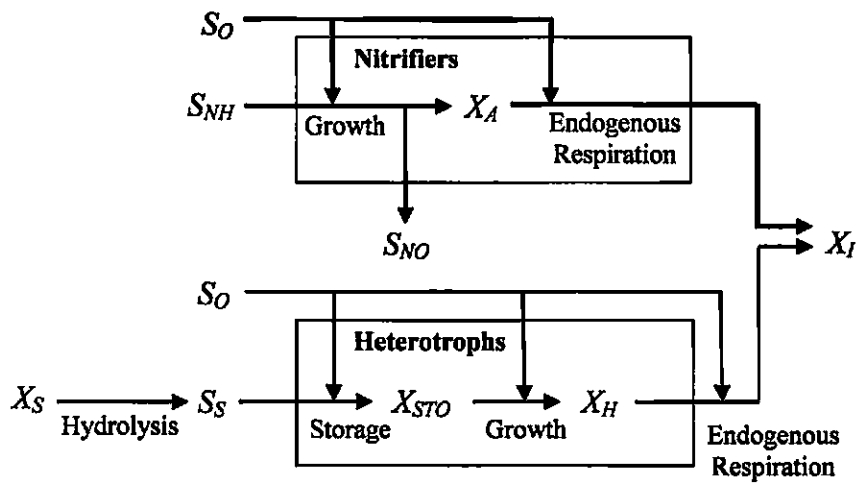 S_O
Nitrifiers
S_NH
Growth
X_A
Endogenous
Respiration
S_NO
X_I
S_O
Heterotrophs
X_S
Hydrolysis
S_S
Storage
X_STO
Growth
X_H
Endogenous
Respiration